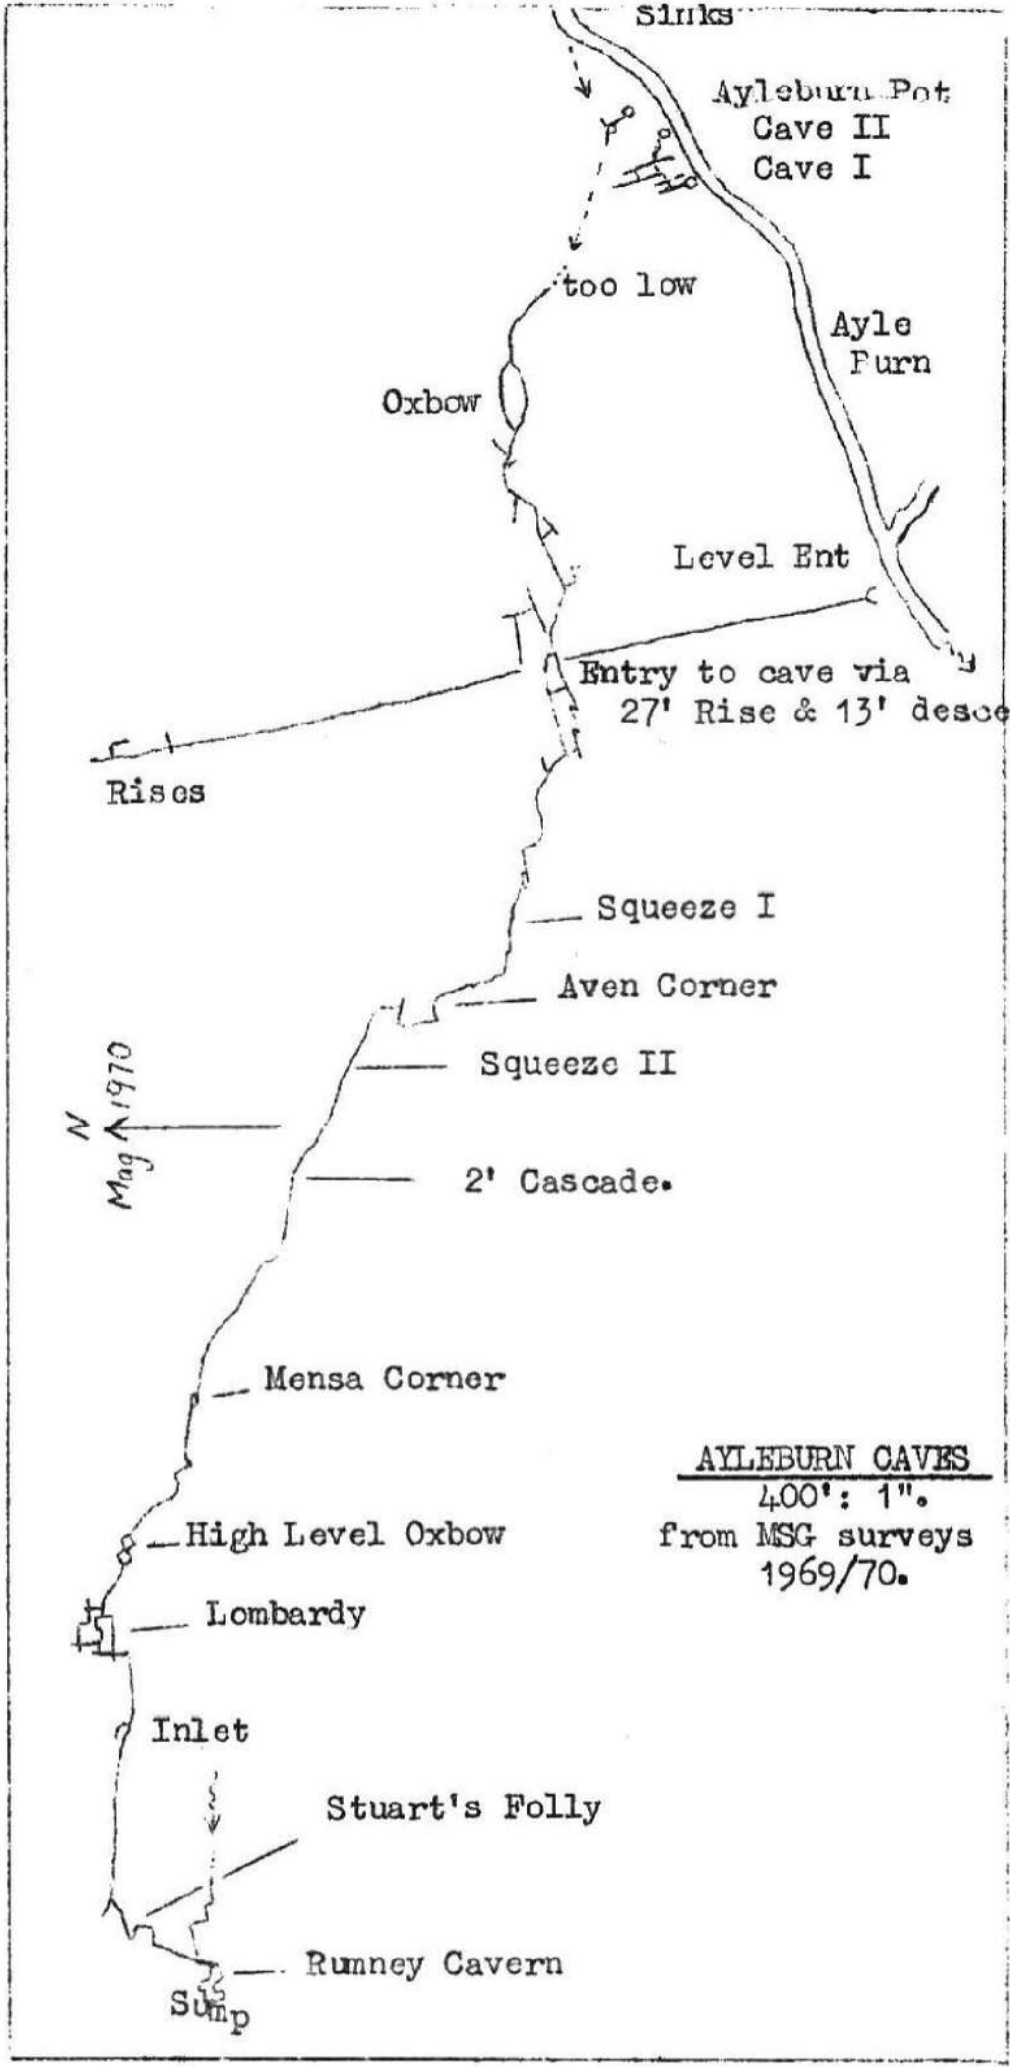 Sinks
Ayleburn Pot
Cave II
Cave I
too low
Ayle
Burn
Oxbow
Level Ent
Entry to cave via
27' Rise & 13' desce
Rises
Squeeze I
Aven Corner
Squeeze II
N
Mag 1970
2' Cascade.
Mensa Corner
AYLEBURN CAVES
400': 1".
from MSG surveys
1969/70.
High Level Oxbow
Lombardy
Inlet
Stuart's Folly
Rumney Cavern
Sump